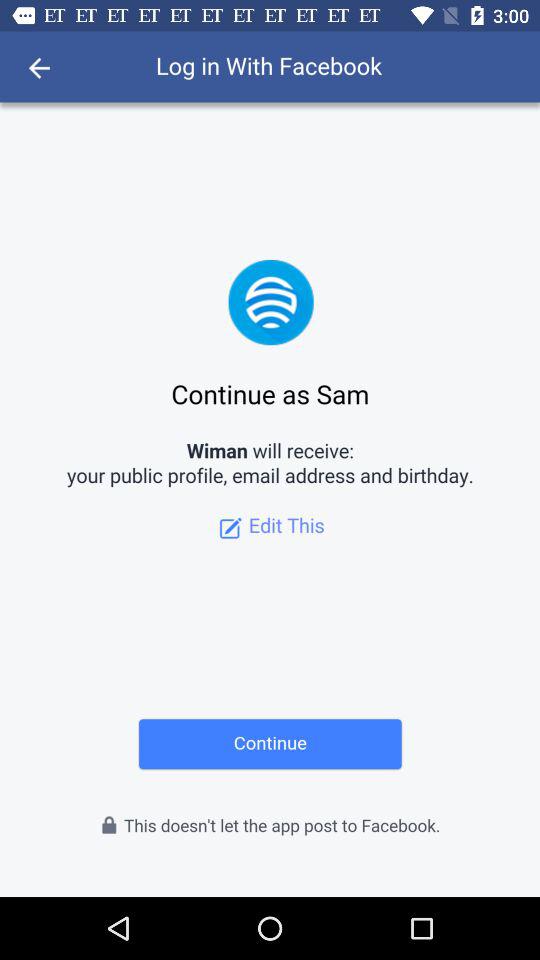 ET ET ET ET ET ET ET ET ET ET ET 3:00
Log in With Facebook
Continue as Sam
Wiman will receive:
your public profile, email address and birthday.
Edit This
Continue
This doesn't let the app post to Facebook.